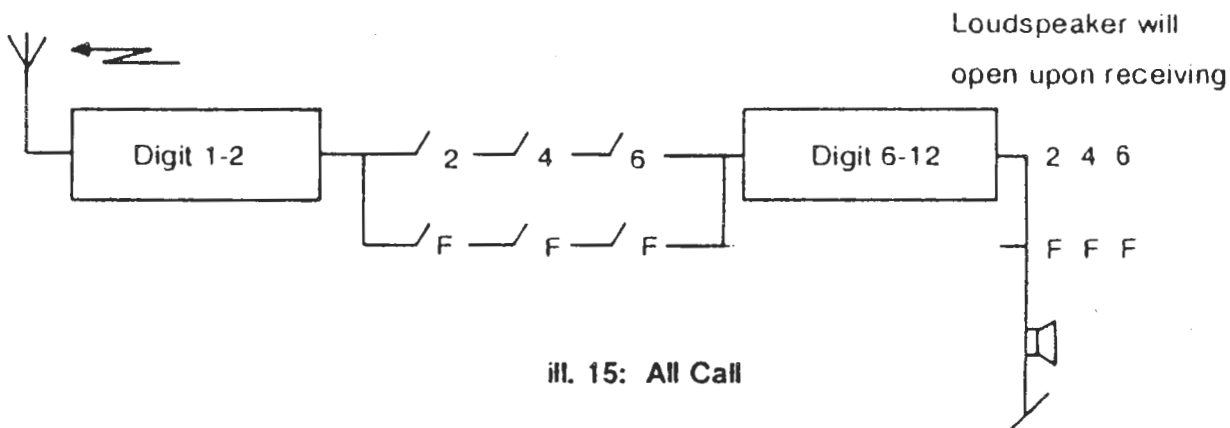 Loudspeaker will
open upon receiving
Digit 1-2
2 4 6
Digit 6-12
2 4 6
F F F
F F F
ill. 15: All Call